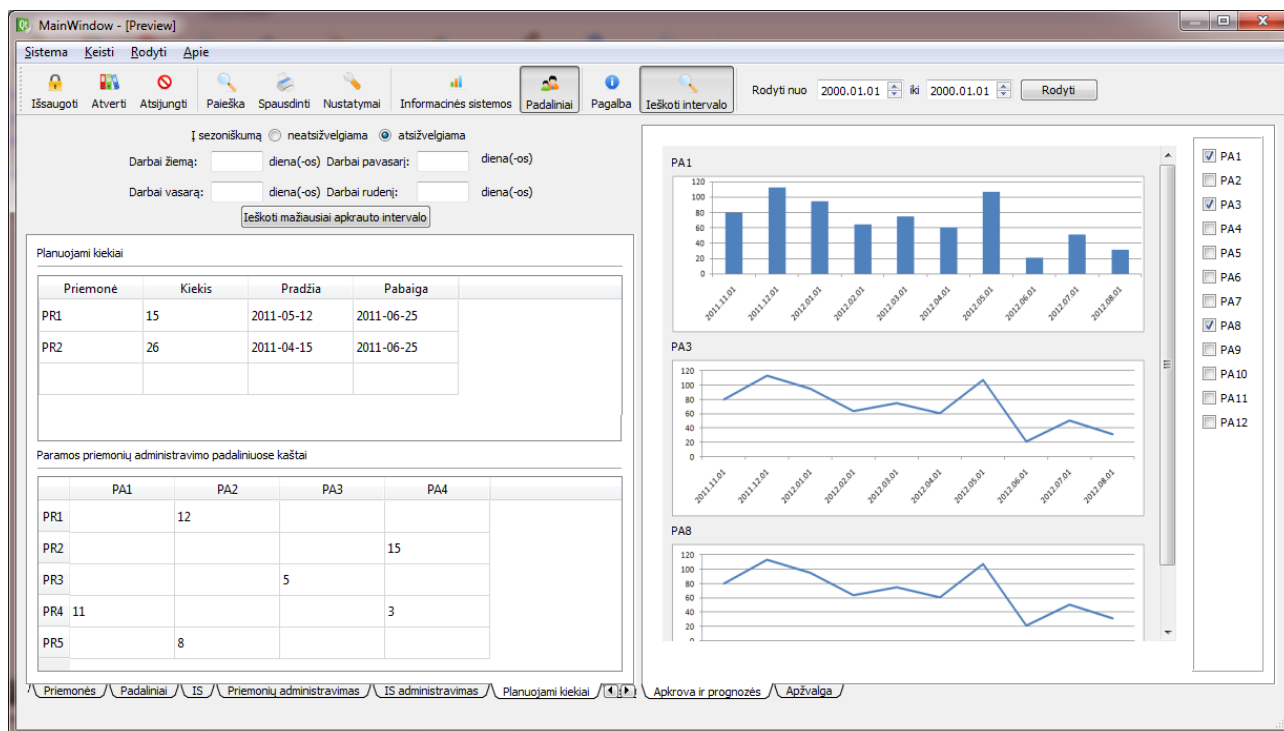 MainWindow - [Preview]
Sistema Keisti Rodyti Apie
Išsaugoti Atverti Atsijungti Paieška Spausdinti Nustatymai Informacinės sistemos Padaliniai Pagalba Ieškoti intervalo Rodyti nuo 2000.01.01 iki 2000.01.01 Rodyti
Į sezoniškumą neatsižvelgiama atsižvelgiama
Darbai žiemą: diena(-os) Darbai pavasarį: diena(-os)
Darbai vasarą: diena(-os) Darbai rudenį: diena(-os)
Ieškoti mažiausiai apkrauto intervalo
Planuojami kiekiai
Priemonė Kiekis Pradžia Pabaiga
PR1 15 2011-05-12 2011-06-25
PR2 26 2011-04-15 2011-06-25
Paramos priemonių administravimo padaliniuose kaštai
PA1 PA2 PA3 PA4
PR1 12
PR2 15
PR3 5
PR4 11 3
PR5 8
Priemonės Padaliniai IS Priemonių administravimas IS administravimas Planuojami kiekiai
PA1
120
100
80
60
40
20
0
2011.11.01 2011.12.01 2012.01.01 2012.02.01 2012.03.01 2012.04.01 2012.05.01 2012.06.01 2012.07.01 2012.08.01
PA3
120
100
80
60
40
20
0
2011.11.01 2011.12.01 2012.01.01 2012.02.01 2012.03.01 2012.04.01 2012.05.01 2012.06.01 2012.07.01 2012.08.01
PA8
120
100
80
60
40
20
0
PA1
PA2
PA3
PA4
PA5
PA6
PA7
PA8
PA9
PA10
PA11
PA12
Apkrova ir prognozės Apžvalga